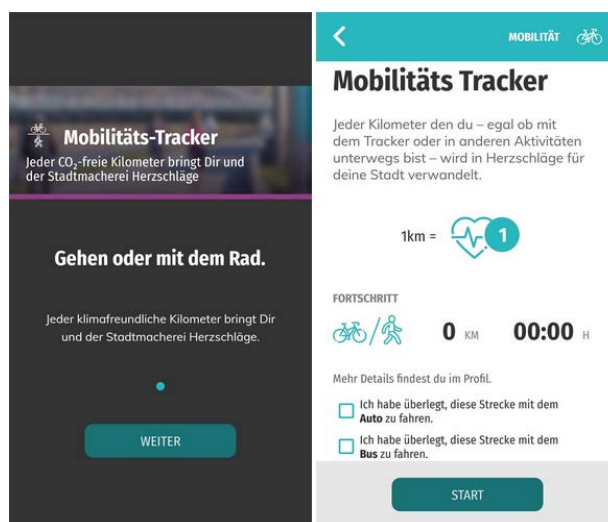 Mobilitäts-Tracker
Jeder CO₂-freie Kilometer bringt Dir und
der Stadtmacherei Herzschläge
Gehen oder mit dem Rad.
Jeder klimafreundliche Kilometer bringt Dir
und der Stadtmacherei Herzschläge.
WEITER
MOBILITÄT
Mobilitäts Tracker
Jeder Kilometer den du – egal ob mit
dem Tracker oder in anderen Aktivitäten
unterwegs bist – wird in Herzschläge für
deine Stadt verwandelt.
1km = 1
FORTSCHRITT
0 KM 00:00 H
Mehr Details findest du im Profil.
Ich habe überlegt, diese Strecke mit dem
Auto zu fahren.
Ich habe überlegt, diese Strecke mit dem
Bus zu fahren.
START